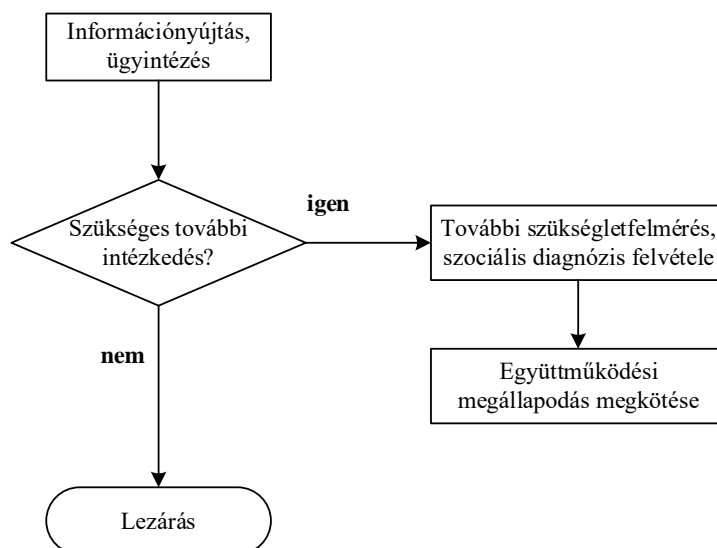 Információnyújtás,
ügyintézés
Szükséges további
intézkedés?
igen
További szükségletfelmérés,
szociális diagnózis felvétele
nem
Együttműködési
megállapodás megkötése
Lezárás